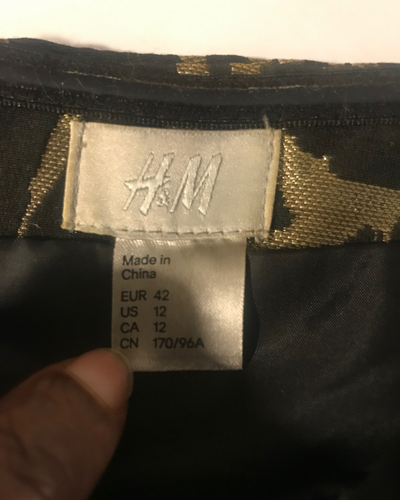 H&M
Made in
China
EUR 42
US 12
CA 12
CN 170/96A